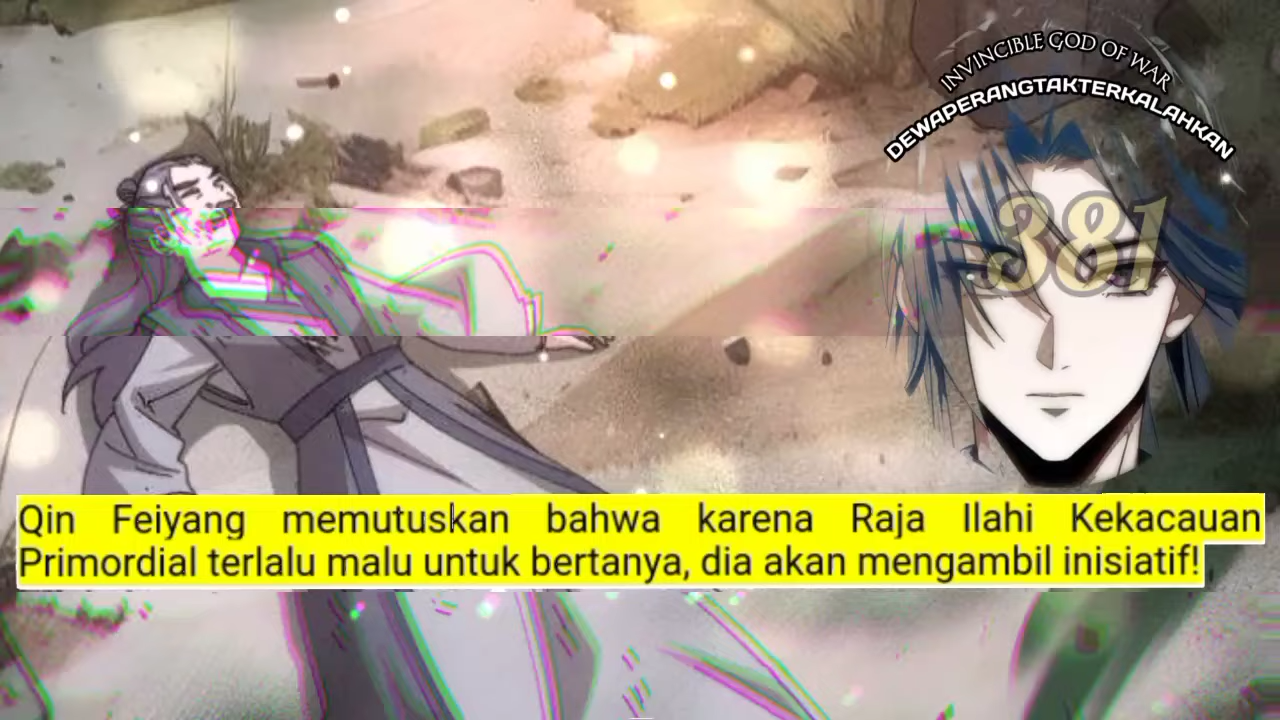 INVINCIBLE GOD OF WAR
DEWAPERANGTAKTERKALAHKAN
381
Qin Feiyang memutuskan bahwa karena Raja Ilahi Kekacauan
Primordial terlalu malu untuk bertanya, dia akan mengambil inisiatif!